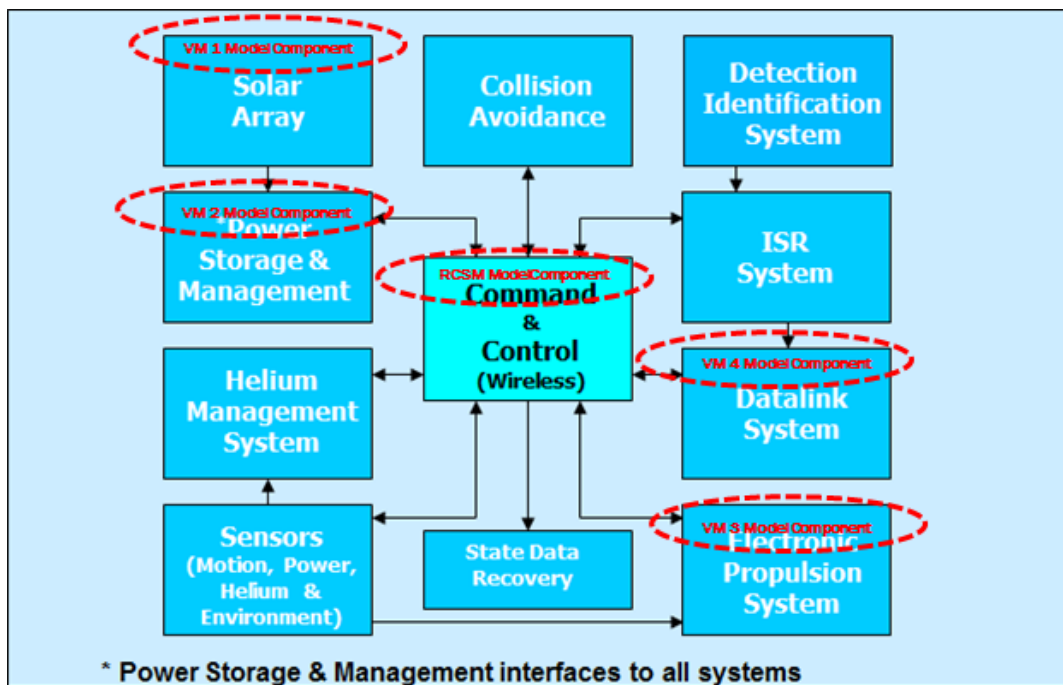 VM 1 Model Component
Solar
Array
Collision
Avoidance
Detection
Identification
System
VM 2 Model Component
*Power
Storage &
Management
RCSM Model Component
Command
&
Control
(Wireless)
ISR
System
Helium
Management
System
VM 4 Model Component
Datalink
System
Sensors
(Motion, Power,
Helium &
Environment)
State Data
Recovery
VM 3 Model Component
Electronic
Propulsion
System
* Power Storage & Management interfaces to all systems